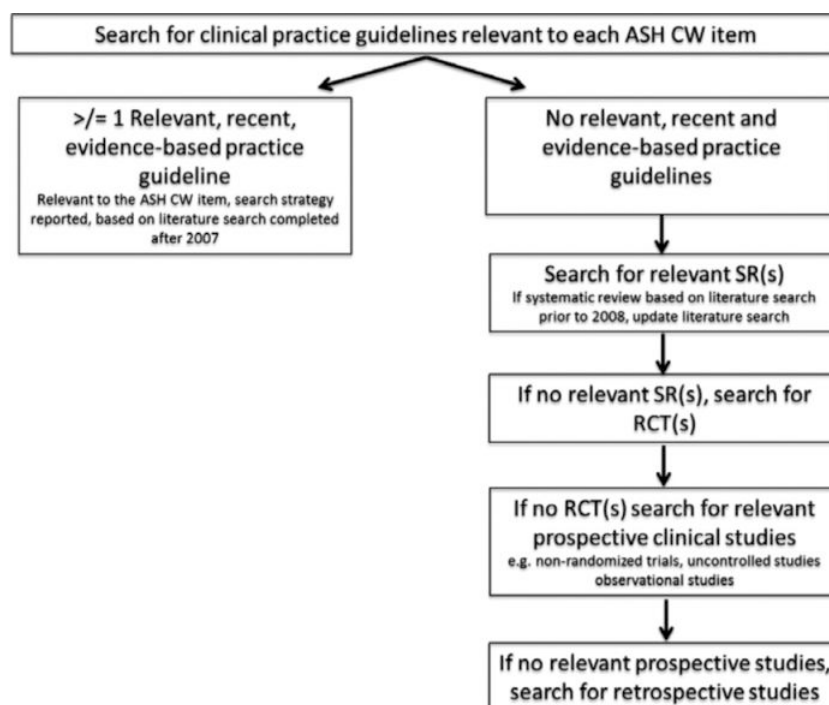 Search for clinical practice guidelines relevant to each ASH CW item
>/= 1 Relevant, recent,
evidence-based practice
guideline
Relevant to the ASH CW item, search strategy
reported, based on literature search completed
after 2007
No relevant, recent and
evidence-based practice
guidelines
Search for relevant SR(s)
If systematic review based on literature search
prior to 2008, update literature search
If no relevant SR(s), search for
RCT(s)
If no RCT(s) search for relevant
prospective clinical studies
e.g. non-randomized trials, uncontrolled studies
observational studies
If no relevant prospective studies,
search for retrospective studies